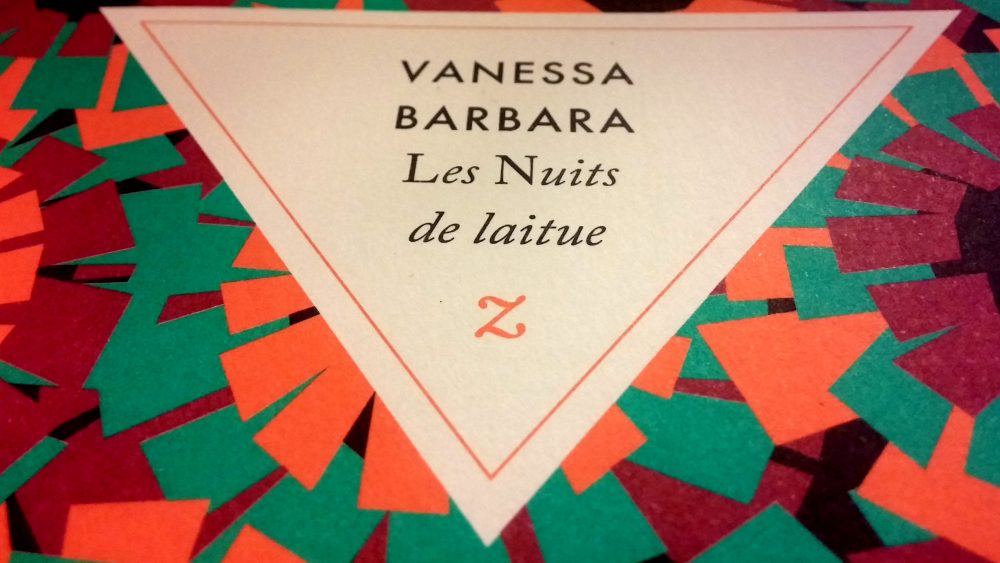 VANESSA
BARBARA
Les Nuits
de laitue
Z